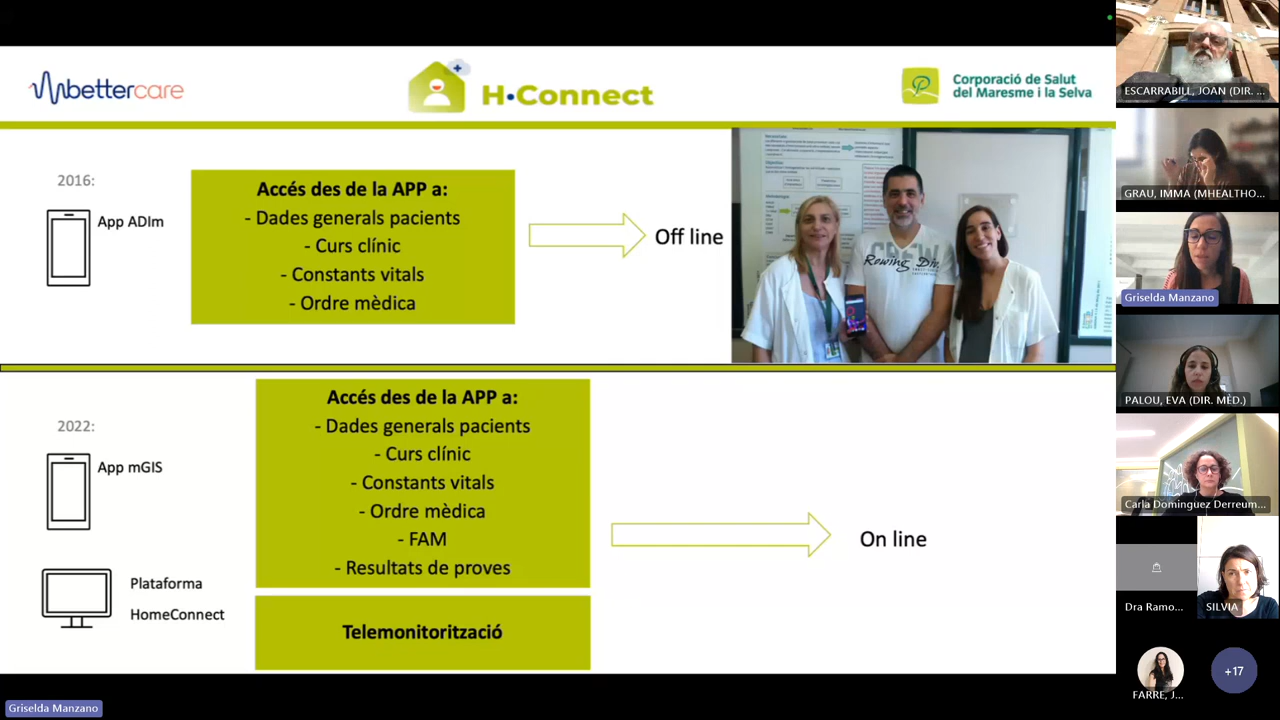 bettercare
H·Connect
Corporació de Salut
del Maresme i la Selva
2016:
App ADIm
Accés des de la APP a:
- Dades generals pacients
- Curs clínic
- Constants vitals
- Ordre mèdica
Off line
CREW
Rowing Div.
2022:
App mGIS
Plataforma
HomeConnect
Accés des de la APP a:
- Dades generals pacients
- Curs clínic
- Constants vitals
- Ordre mèdica
- FAM
- Resultats de proves
Telemonitorització
On line
ESCARRABILL, JOAN (DIR. ...
GRAU, IMMA (MHEALTHO...
Griselda Manzano
PALOU, EVA (DIR. MÈD.)
Carla Dominguez Derreum...
Dra Ramo...
SILVIA
FARRE, J...
+17
Griselda Manzano